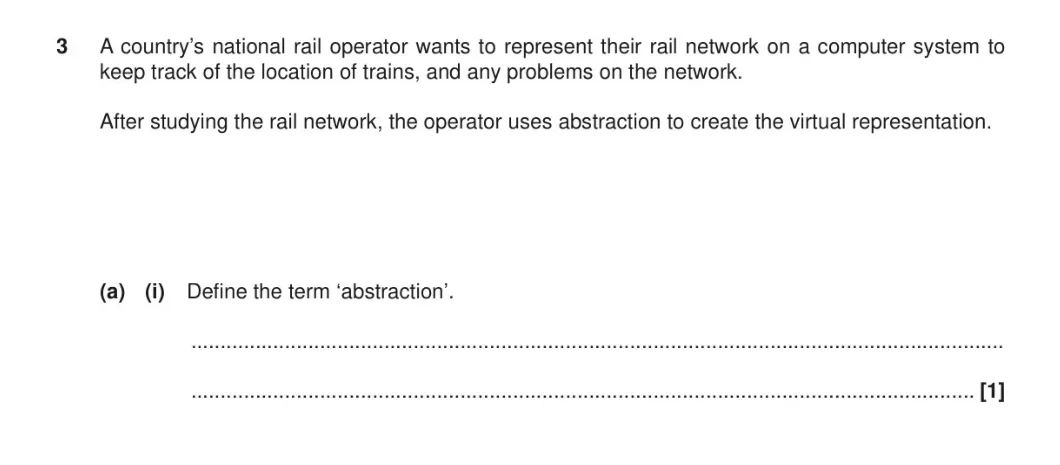 3 A country’s national rail operator wants to represent their rail network on a computer system to
keep track of the location of trains, and any problems on the network.
After studying the rail network, the operator uses abstraction to create the virtual representation.
(a) (i) Define the term ‘abstraction’.
..........................................................................................................................................
..................................................................................................................................... [1]